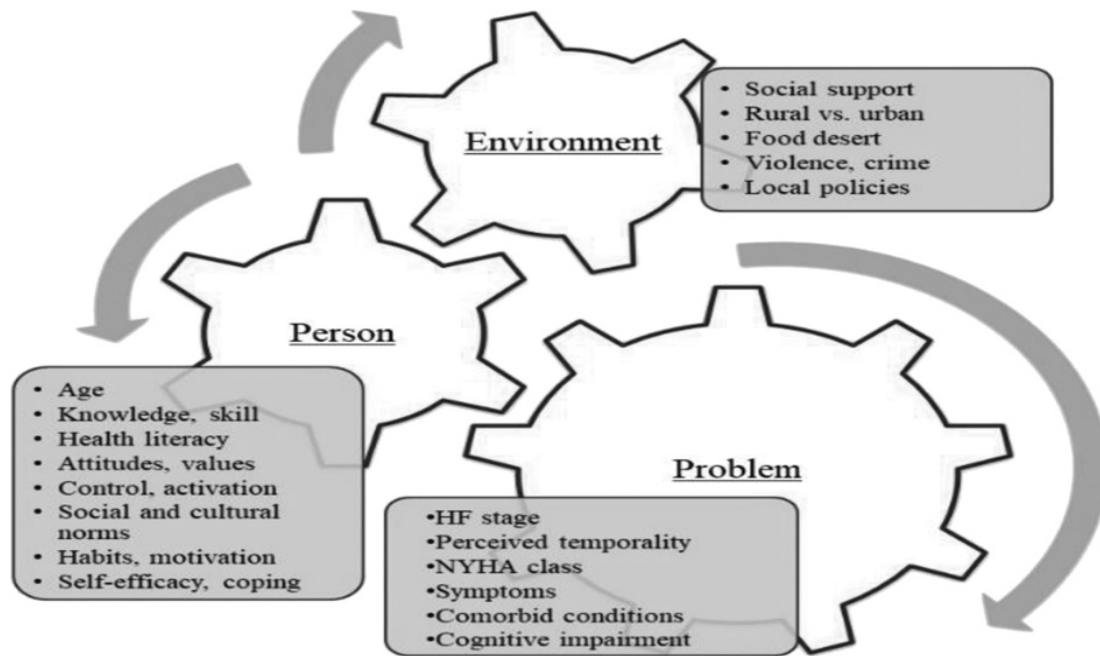 Environment
• Social support
• Rural vs. urban
• Food desert
• Violence, crime
• Local policies
Person
• Age
• Knowledge, skill
• Health literacy
• Attitudes, values
• Control, activation
• Social and cultural
norms
• Habits, motivation
• Self-efficacy, coping
Problem
•HF stage
•Perceived temporality
•NYHA class
•Symptoms
•Comorbid conditions
•Cognitive impairment